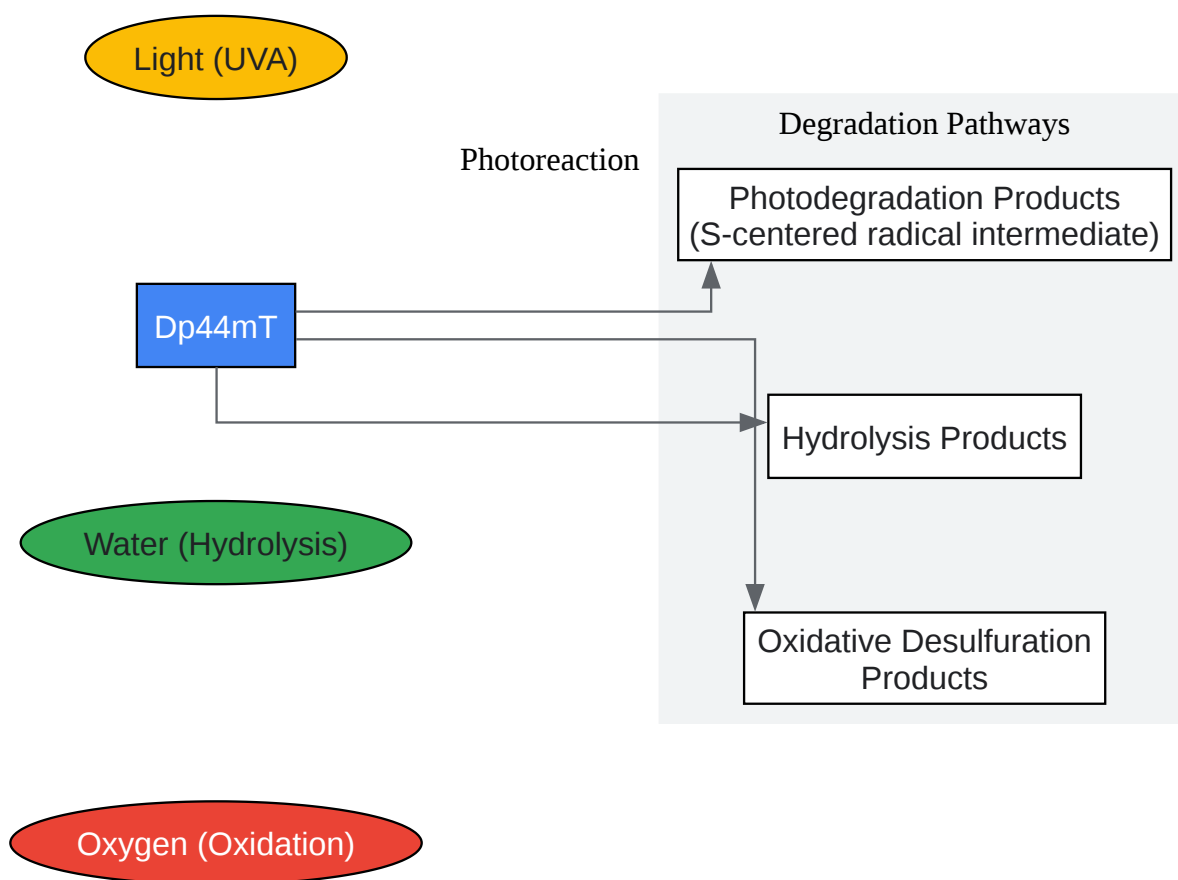 Light (UVA)
Degradation Pathways
Photoreaction
Photodegradation Products
(S-centered radical intermediate)
Dp44mT
Hydrolysis Products
Water (Hydrolysis)
Oxidative Desulfuration
Products
Oxygen (Oxidation)